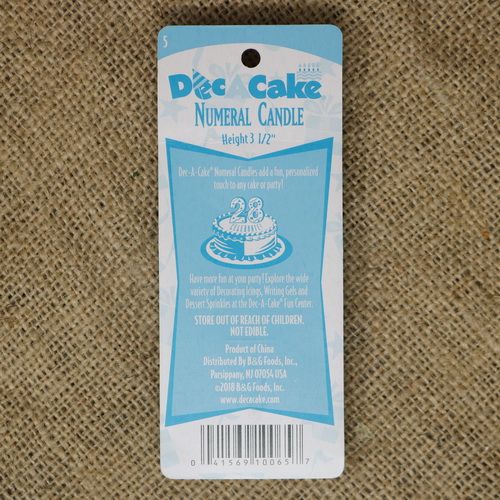 5
Dec A Cake
NUMERAL CANDLE
Height 3 1/2"
Dec-A-Cake® Numeral Candles add a fun, personalized
touch to any cake or party!
28
Have more fun at your party! Explore the wide
variety of Decorating Icings, Writing Gels and
Dessert Sprinkles at the Dec-A-Cake® Fun Center.
STORE OUT OF REACH OF CHILDREN.
NOT EDIBLE.
Product of China
Distributed By B&G Foods, Inc.,
Parsippany, NJ 07054 USA
©2018 B&G Foods, Inc.
www.decacake.com
0 41569 10065 7